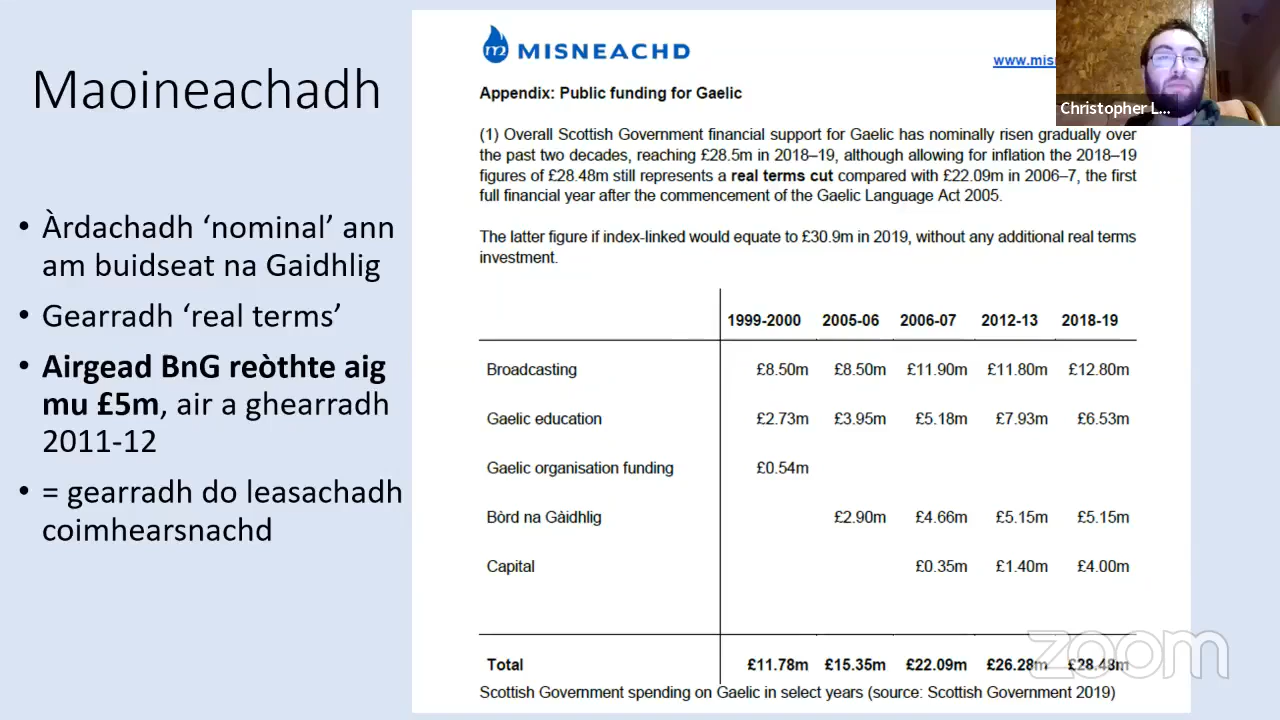 Maoineachadh
• Àrdachadh ‘nominal’ ann
am buidseat na Gaidhlig
• Gearradh ‘real terms’
• Airgead BnG reòthte aig
mu £5m, air a ghearradh
2011-12
• = gearradh do leasachadh
coimhearsnachd
MISNEACHD
www.mis
Appendix: Public funding for Gaelic
(1) Overall Scottish Government financial support for Gaelic has nominally risen gradually over
the past two decades, reaching £28.5m in 2018–19, although allowing for inflation the 2018–19
figures of £28.48m still represents a real terms cut compared with £22.09m in 2006–7, the first
full financial year after the commencement of the Gaelic Language Act 2005.
The latter figure if index-linked would equate to £30.9m in 2019, without any additional real terms
investment.
1999-2000 2005-06 2006-07 2012-13 2018-19
Broadcasting £8.50m £8.50m £11.90m £11.80m £12.80m
Gaelic education £2.73m £3.95m £5.18m £7.93m £6.53m
Gaelic organisation funding £0.54m
Bòrd na Gàidhlig £2.90m £4.66m £5.15m £5.15m
Capital £0.35m £1.40m £4.00m
Total £11.78m £15.35m £22.09m £26.28m £28.48m
Scottish Government spending on Gaelic in select years (source: Scottish Government 2019)
Christopher L...
zoom